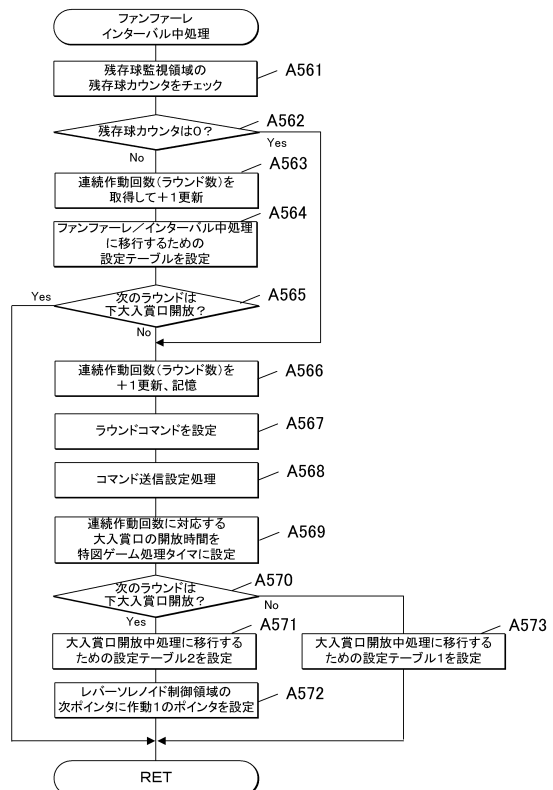 ファンファーレ
インターバル中処理
残存球監視領域の
残存球カウンタをチェック
A561
残存球カウンタは0？
A562
Yes
No
連続作動回数(ラウンド数)を
取得して＋1更新
A563
ファンファーレ／インターバル中処理
に移行するための
設定テーブルを設定
A564
次のラウンドは
下大入賞口開放？
A565
Yes
No
連続作動回数(ラウンド数)を
＋1更新、記憶
A566
ラウンドコマンドを設定
A567
コマンド送信設定処理
A568
連続作動回数に対応する
大入賞口の開放時間を
特図ゲーム処理タイマに設定
A569
次のラウンドは
下大入賞口開放？
A570
No
Yes
大入賞口開放中処理に移行する
ための設定テーブル2を設定
A571
大入賞口開放中処理に移行する
ための設定テーブル1を設定
A573
レバーソレノイド制御領域の
次ポインタに作動1のポインタを設定
A572
RET